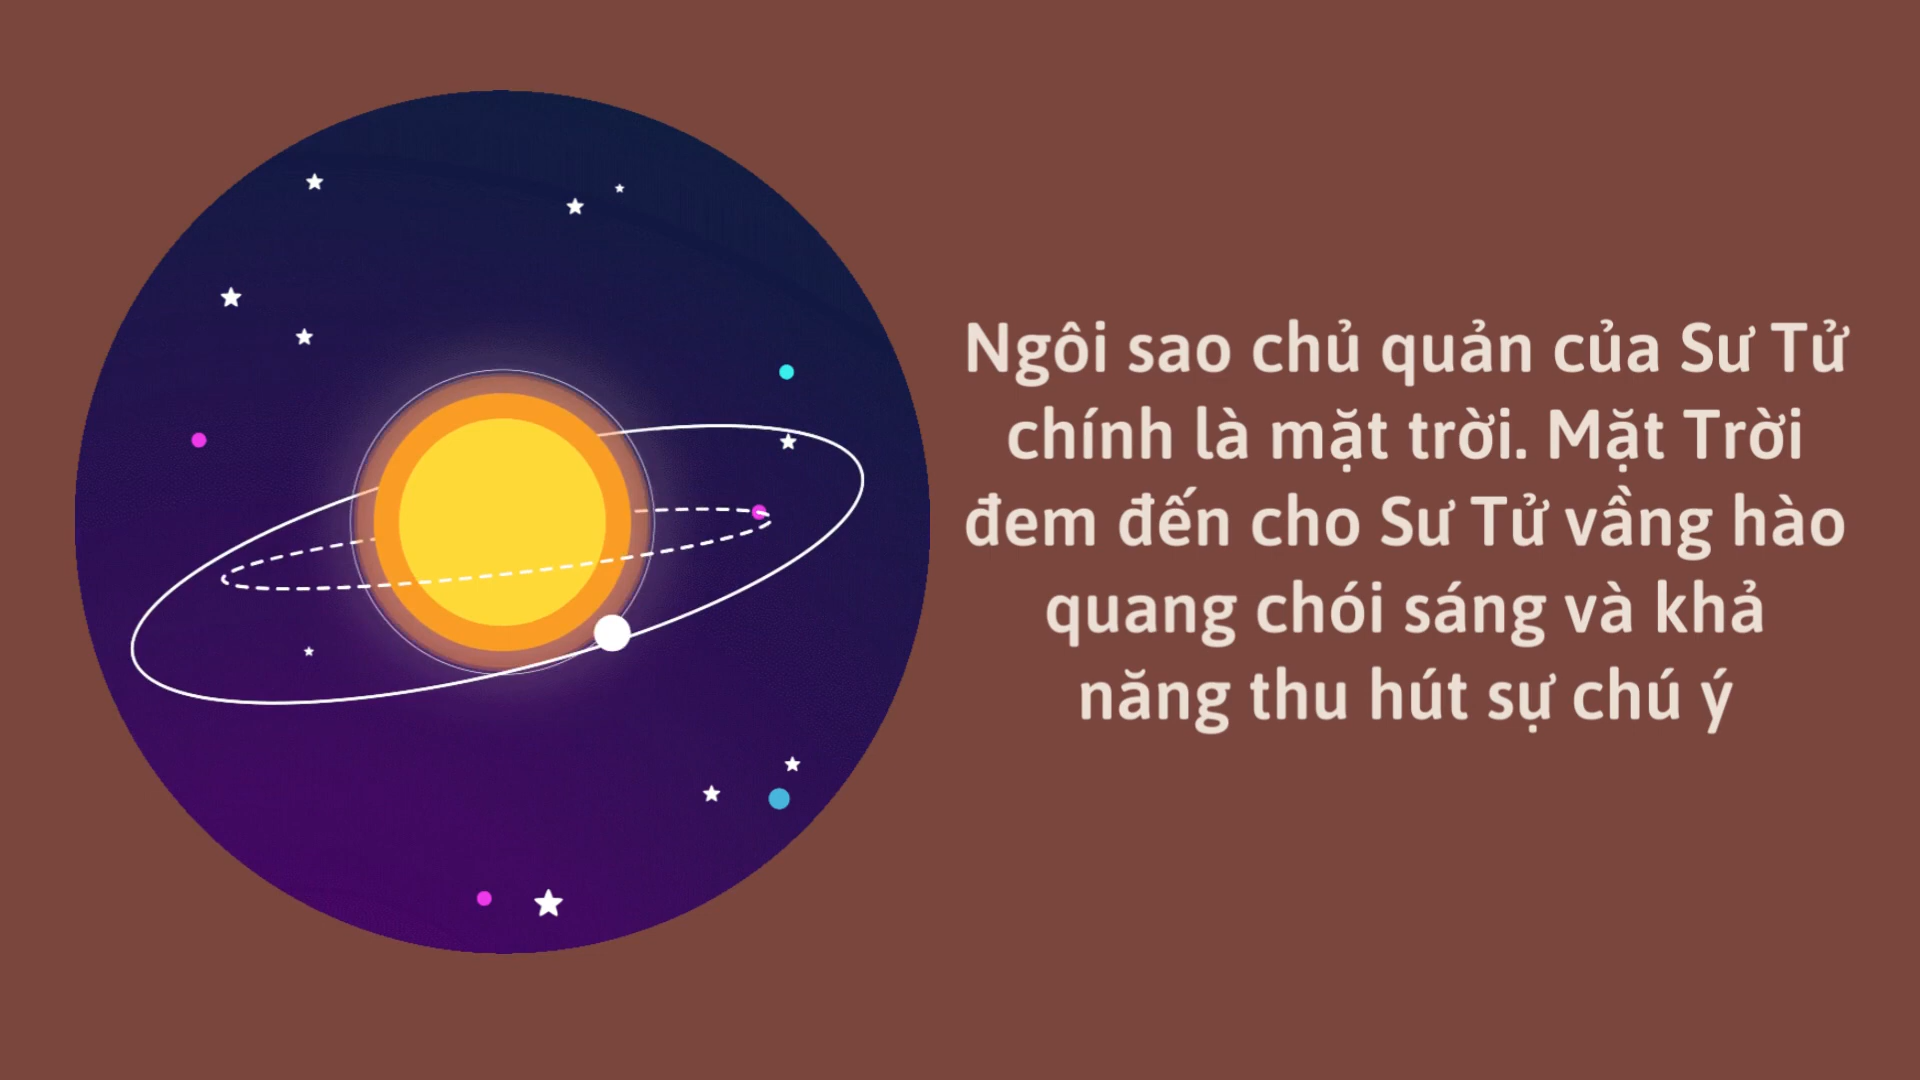 Ngôi sao chủ quản của Sư Tử
chính là mặt trời. Mặt Trời
đem đến cho Sư Tử vầng hào
quang chói sáng và khả
năng thu hút sự chú ý